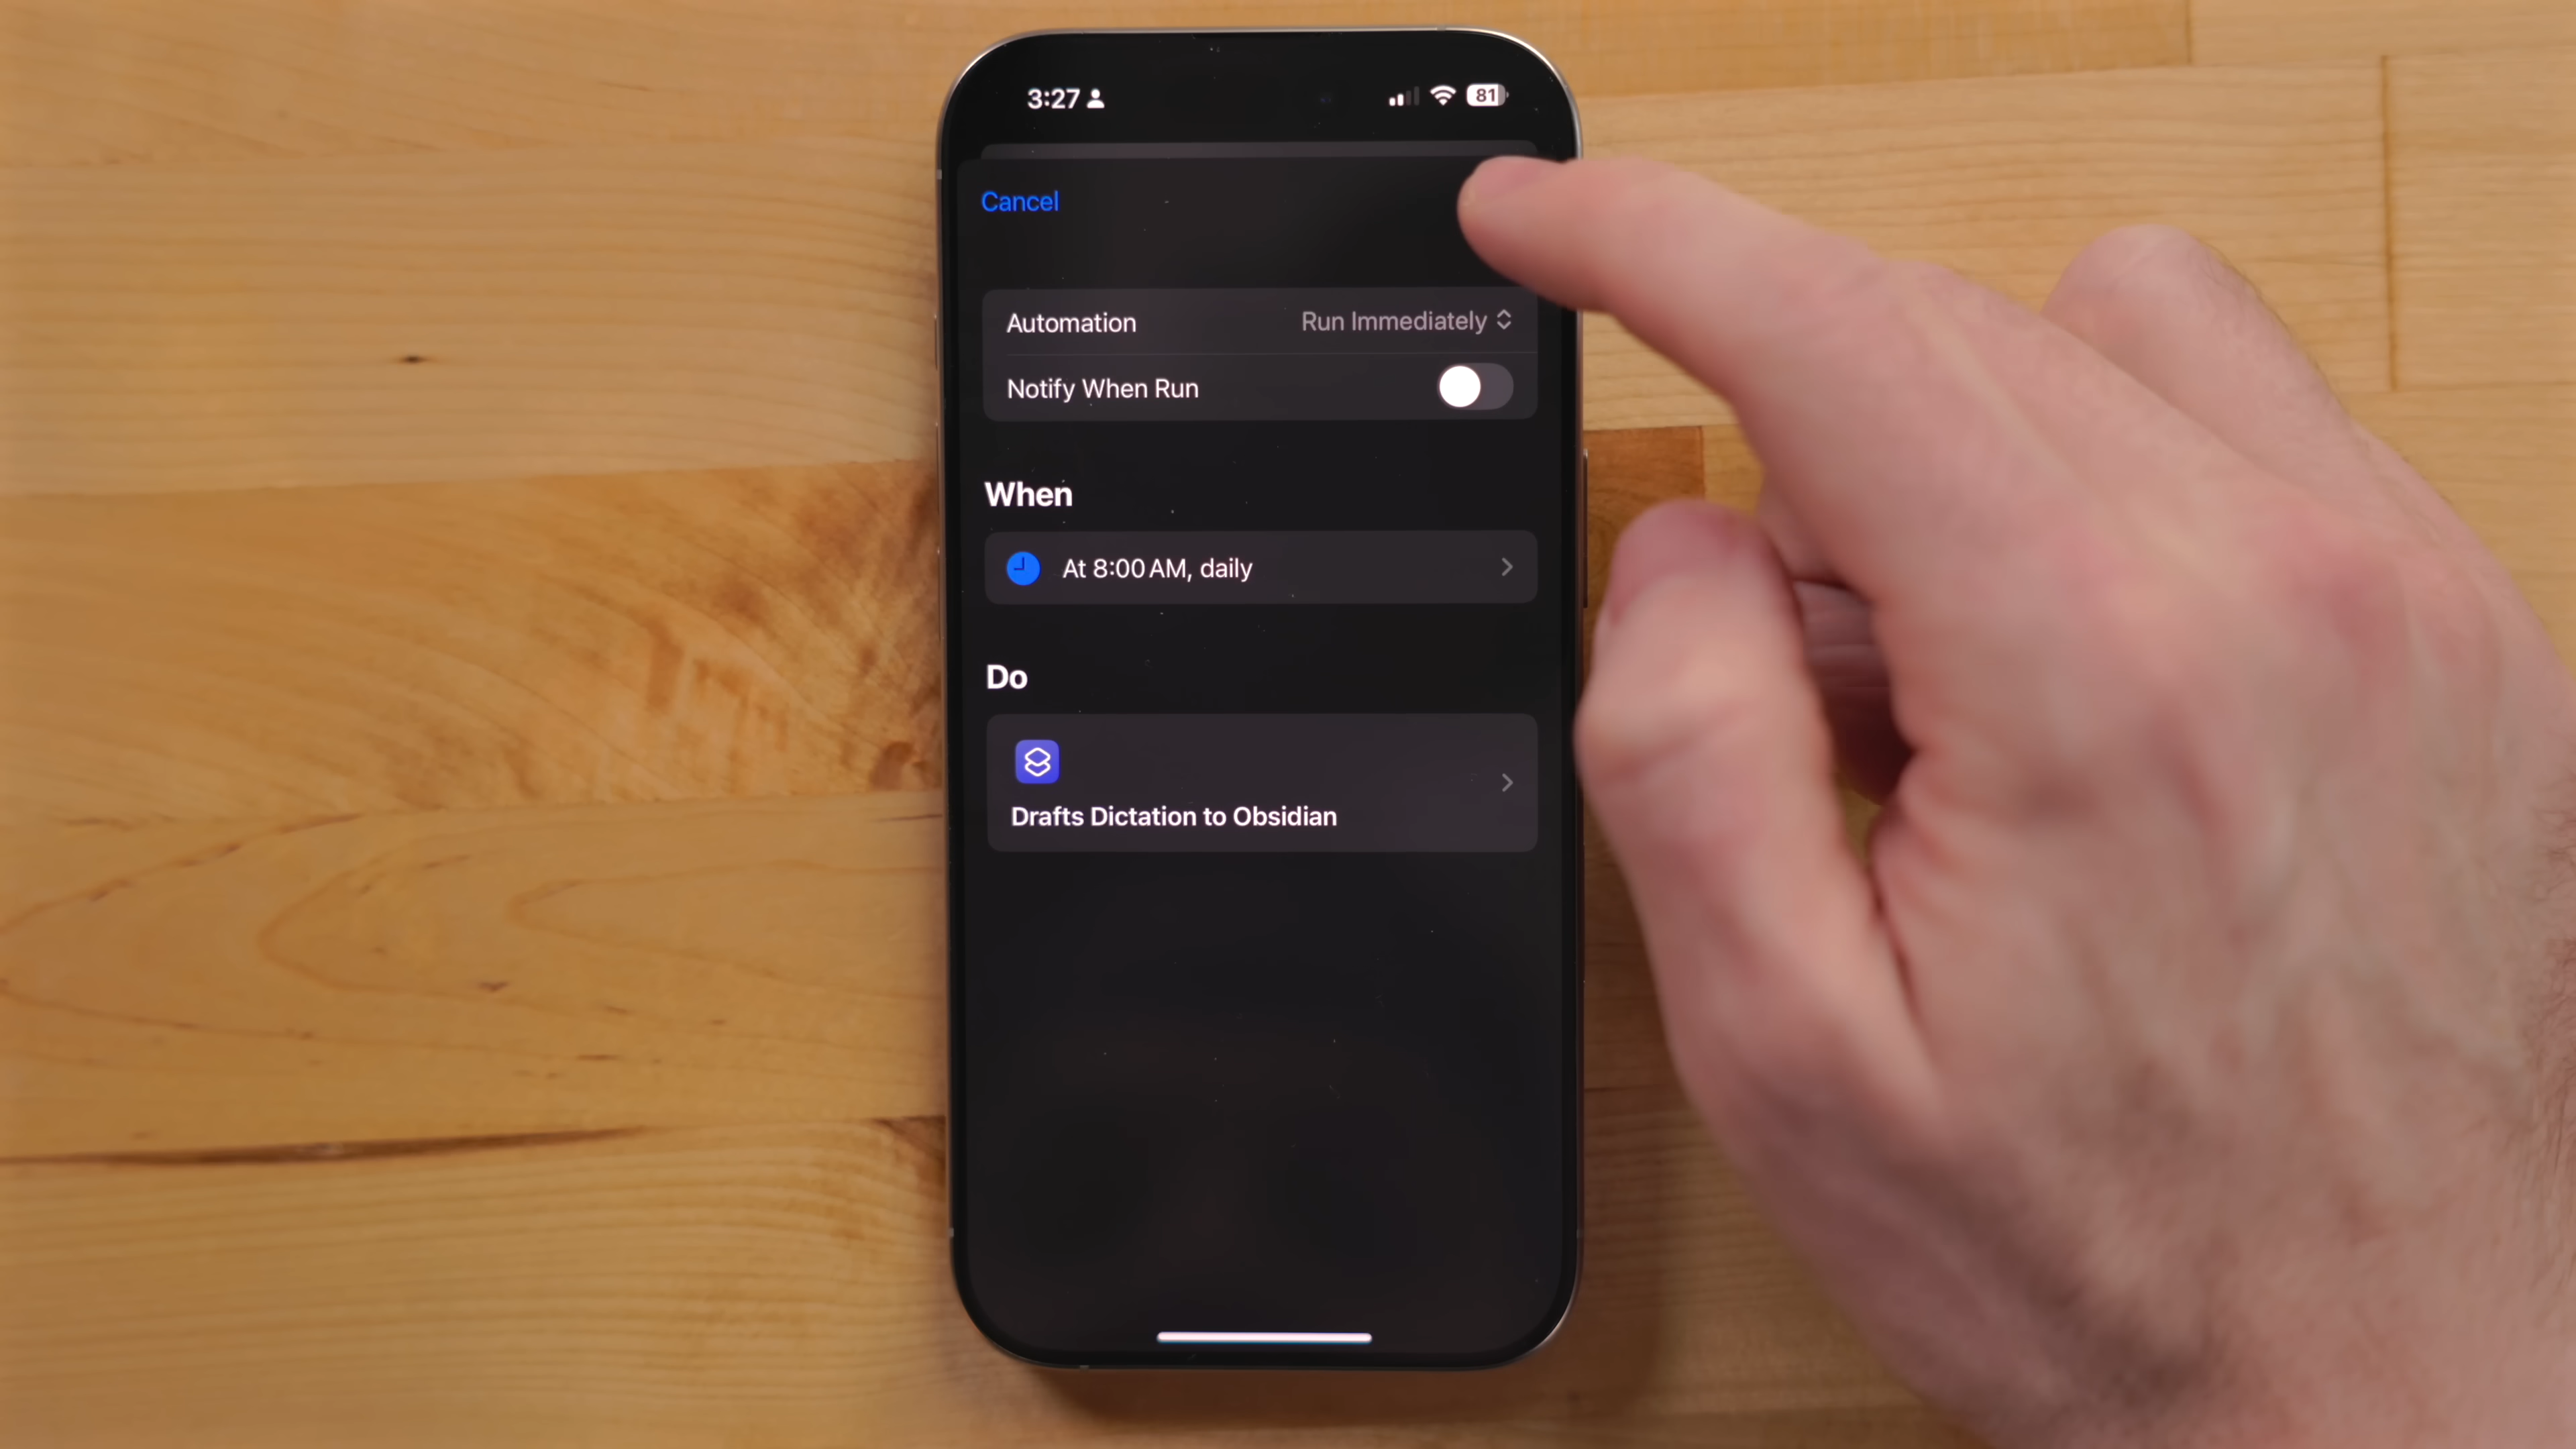 3:27
81
Cancel
Automation
Run Immediately
Notify When Run
When
At 8:00 AM, daily
Do
Drafts Dictation to Obsidian